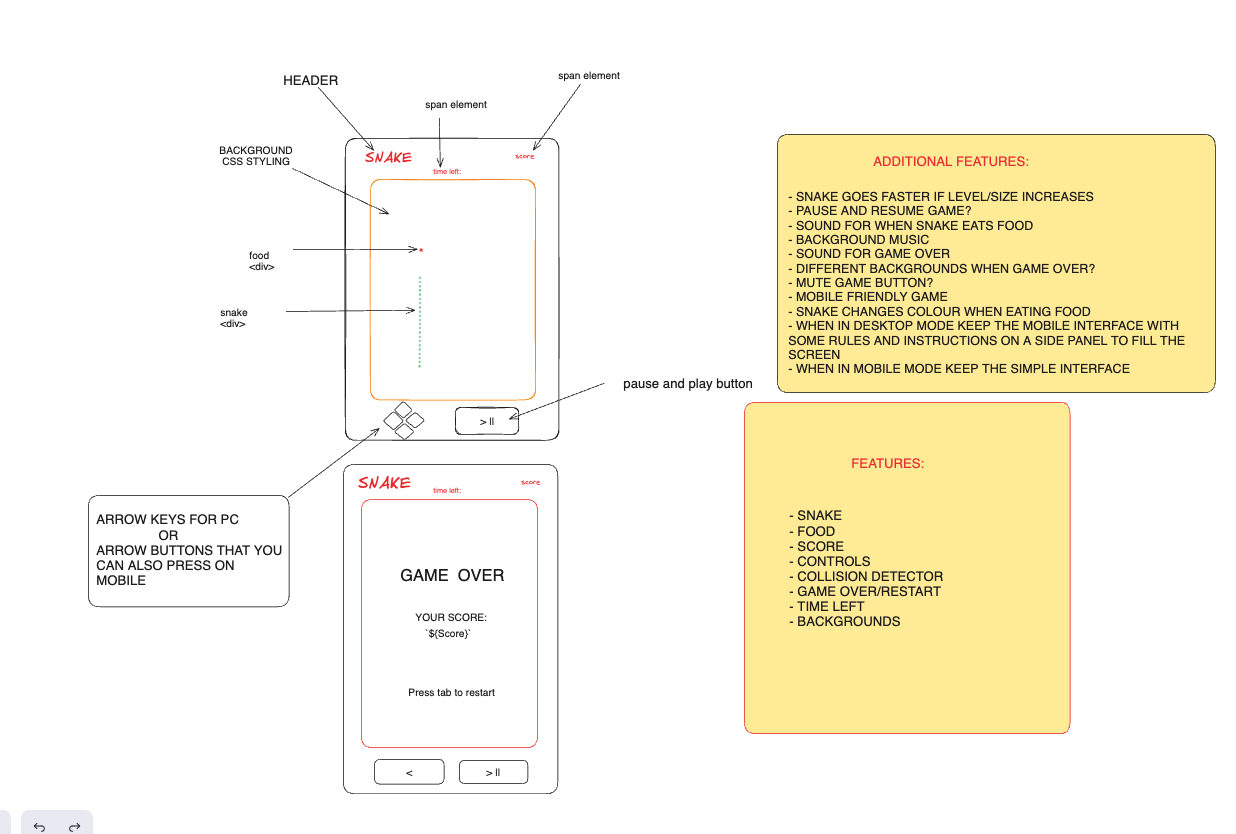 HEADER
span element
span element
BACKGROUND
CSS STYLING
SNAKE
score
time left:
food
<div>
snake
<div>
pause and play button
> II
ARROW KEYS FOR PC
OR
ARROW BUTTONS THAT YOU
CAN ALSO PRESS ON
MOBILE
SNAKE
score
time left:
GAME OVER
YOUR SCORE:
`${Score}`
Press tab to restart
<
> II
ADDITIONAL FEATURES:
- SNAKE GOES FASTER IF LEVEL/SIZE INCREASES
- PAUSE AND RESUME GAME?
- SOUND FOR WHEN SNAKE EATS FOOD
- BACKGROUND MUSIC
- SOUND FOR GAME OVER
- DIFFERENT BACKGROUNDS WHEN GAME OVER?
- MUTE GAME BUTTON?
- MOBILE FRIENDLY GAME
- SNAKE CHANGES COLOUR WHEN EATING FOOD
- WHEN IN DESKTOP MODE KEEP THE MOBILE INTERFACE WITH
SOME RULES AND INSTRUCTIONS ON A SIDE PANEL TO FILL THE
SCREEN
- WHEN IN MOBILE MODE KEEP THE SIMPLE INTERFACE
FEATURES:
- SNAKE
- FOOD
- SCORE
- CONTROLS
- COLLISION DETECTOR
- GAME OVER/RESTART
- TIME LEFT
- BACKGROUNDS